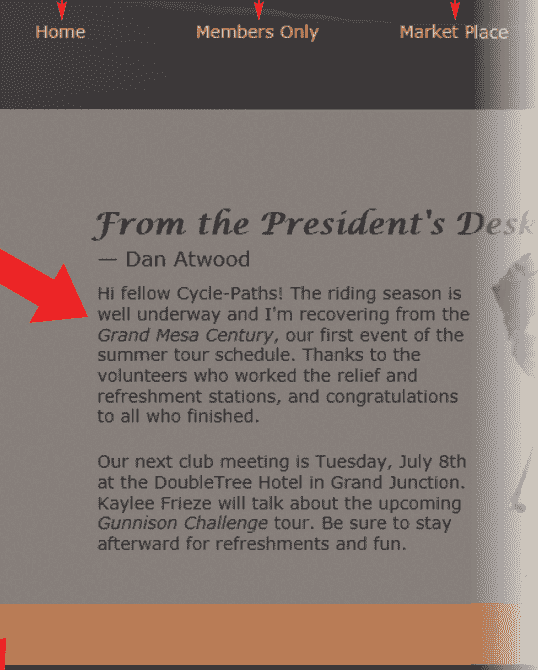 Home Members Only Market Place
From the President's Desk
— Dan Atwood
Hi fellow Cycle-Paths! The riding season is
well underway and I'm recovering from the
Grand Mesa Century, our first event of the
summer tour schedule. Thanks to the
volunteers who worked the relief and
refreshment stations, and congratulations
to all who finished.
Our next club meeting is Tuesday, July 8th
at the DoubleTree Hotel in Grand Junction.
Kaylee Frieze will talk about the upcoming
Gunnison Challenge tour. Be sure to stay
afterward for refreshments and fun.